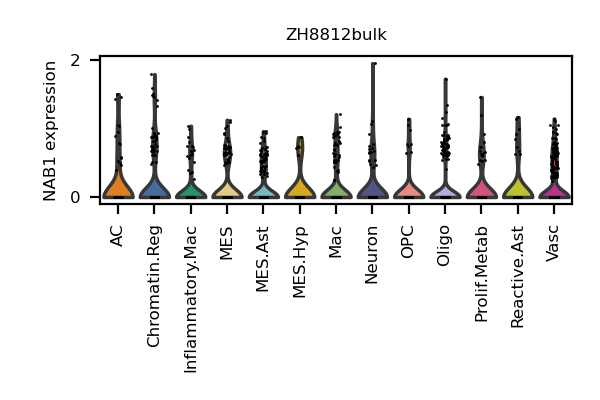 ZH8812bulk
NAB1 expression
2
0
AC
Chromatin.Reg
Inflammatory.Mac
MES
MES.Ast
MES.Hyp
Mac
Neuron
OPC
Oligo
Prolif.Metab
Reactive.Ast
Vasc